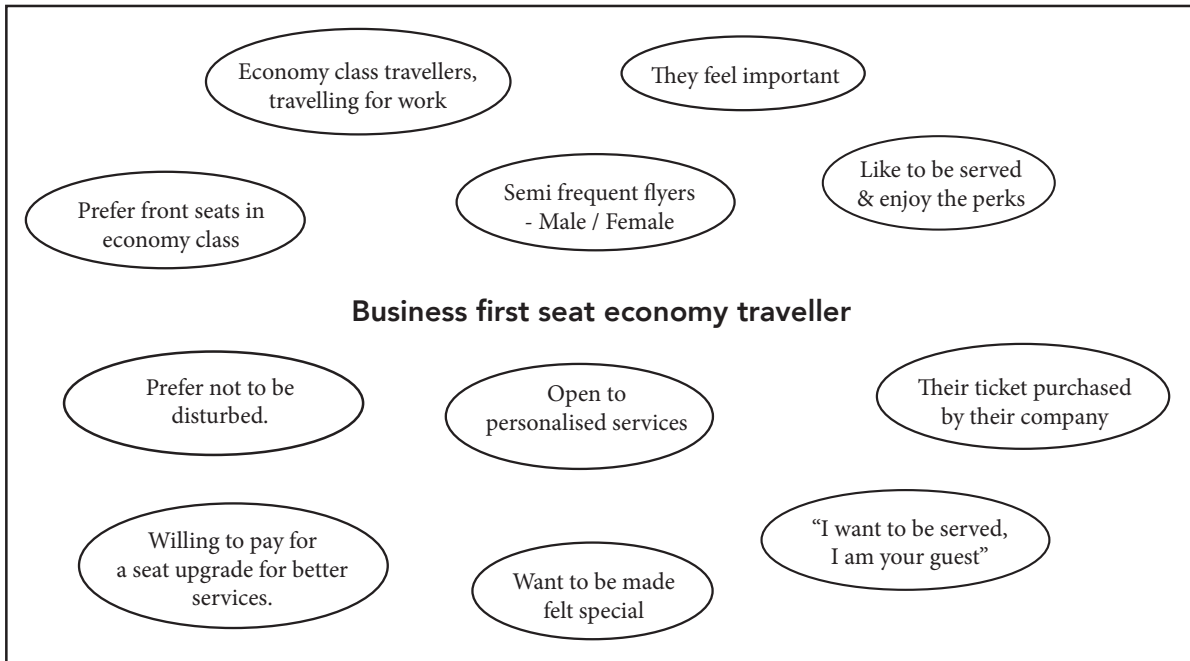 Economy class travellers,
travelling for work
They feel important
Like to be served
& enjoy the perks
Semi frequent flyers
- Male / Female
Prefer front seats in
economy class
Business first seat economy traveller
Prefer not to be
disturbed.
Open to
personalised services
Their ticket purchased
by their company
Willing to pay for
a seat upgrade for better
services.
Want to be made
felt special
“I want to be served,
I am your guest”